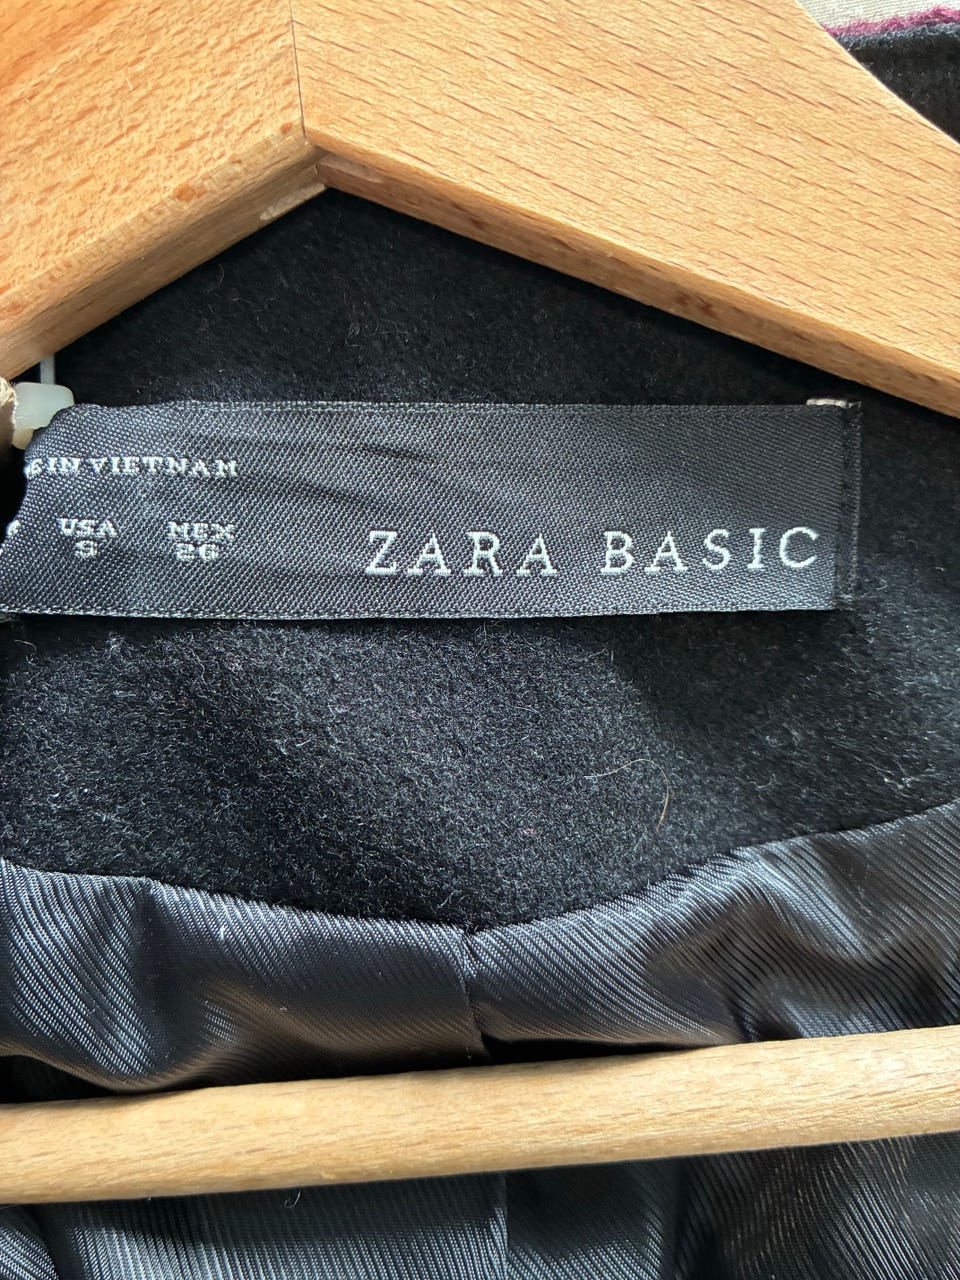 IN VIETNAM
USA MEX
S 26
ZARA BASIC